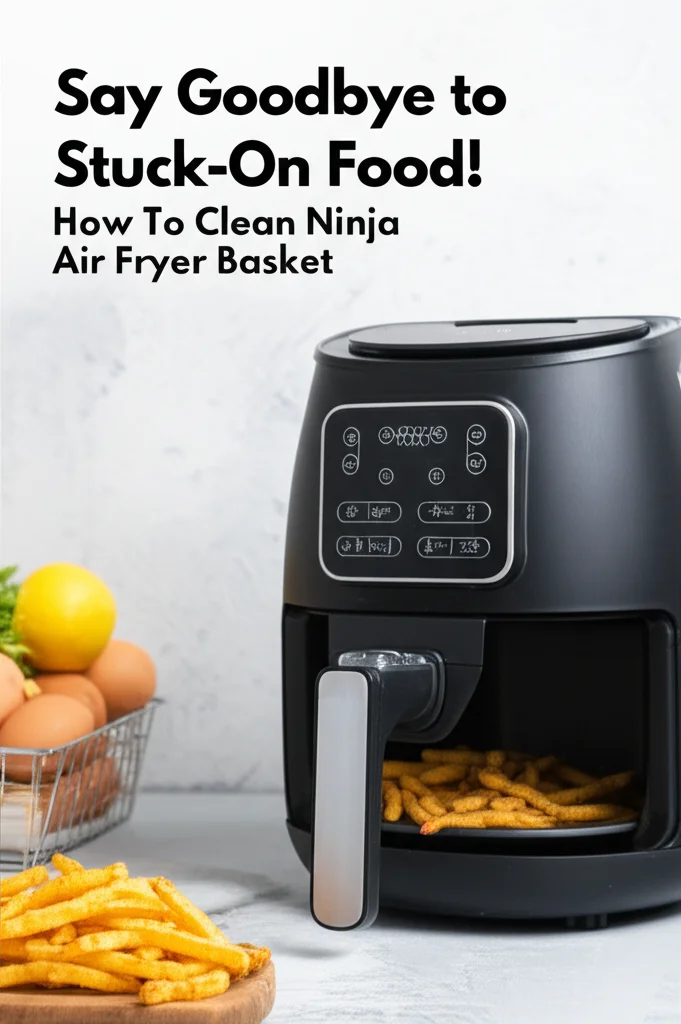 Say Goodbye to
Stuck-On Food!
How To Clean Ninja
Air Fryer Basket